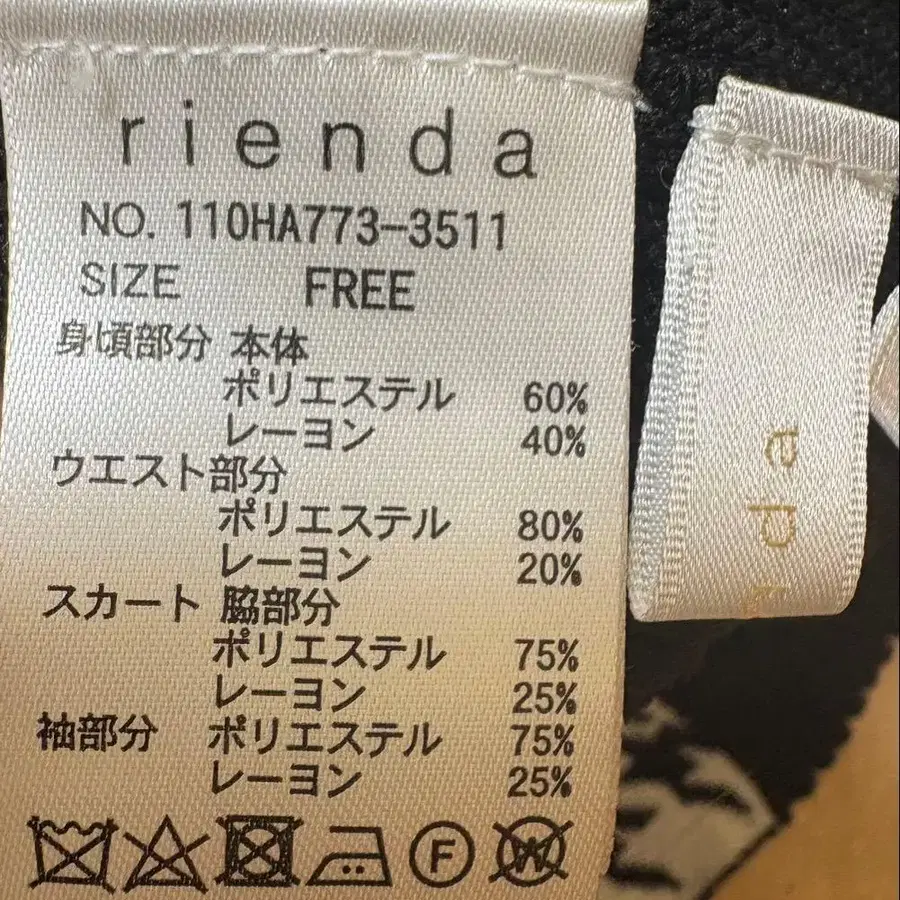 rienda
NO. 110HA773-3511
SIZE FREE
身頃部分 本体
ポリエステル 60%
レーヨン 40%
ウエスト部分
ポリエステル 80%
レーヨン 20%
スカート 脇部分
ポリエステル 75%
レーヨン 25%
袖部分 ポリエステル 75%
レーヨン 25%
F
W
da